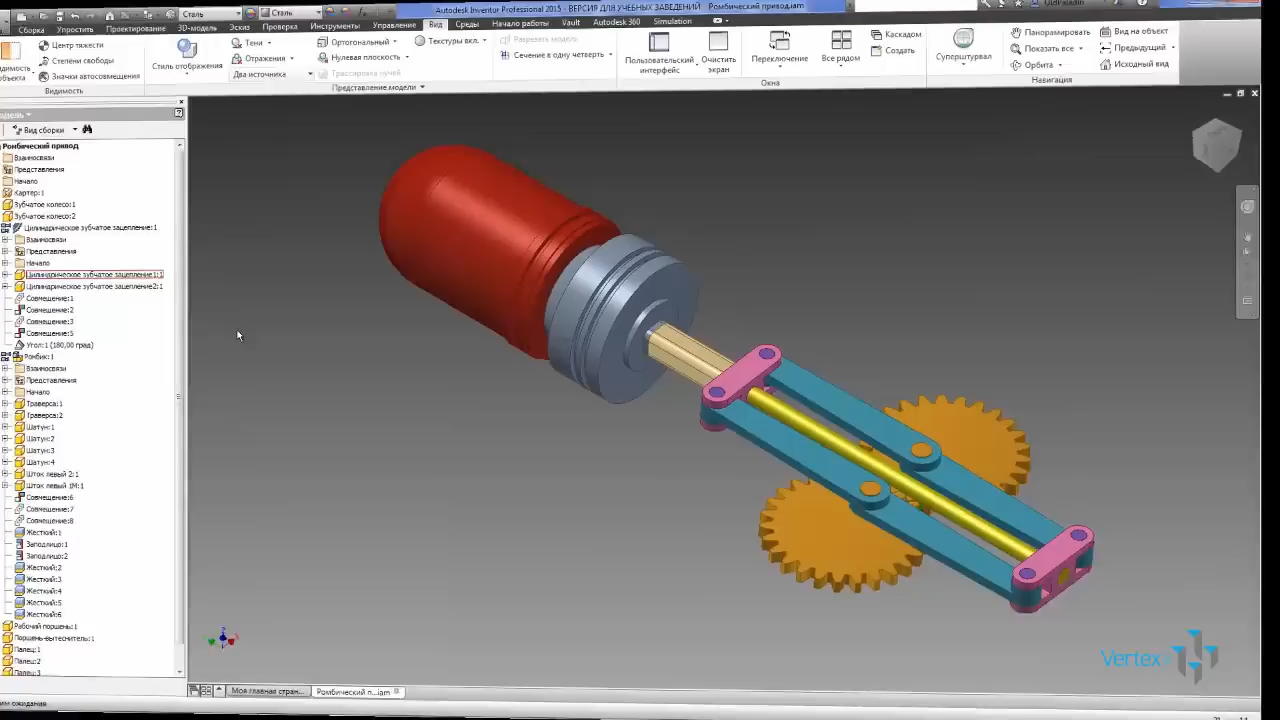 Autodesk Inventor Professional 2015 - ВЕРСИЯ ДЛЯ УЧЕБНЫХ ЗАВЕДЕНИЙ Ромбический привод.iam
OldPaladin
Сталь
Сталь
Сборка Упростить Проектирование 3D-модель Эскиз Проверка Инструменты Управление Вид Среды Начало работы Vault Autodesk 360 Simulation
объекта
Центр тяжести
Степени свободы
Значки автосовмещения
Видимость
Стиль отображения
Тени
Отражения
Два источника
Ортогональный
Нулевая плоскость
Трассировка лучей
Текстуры вкл.
Представление модели
Разрезать модель
Сечение в одну четверть
Пользовательский
интерфейс
Очистить
экран
Переключение
Все рядом
Каскадом
Создать
Окна
Суперштурвал
Панорамировать
Показать все
Орбита
Вид на объект
Предыдущий
Исходный вид
Навигация
Вид сборки
Ромбический привод
Взаимосвязи
Представления
Начало
Картер:1
Зубчатое колесо:1
Зубчатое колесо:2
Цилиндрическое зубчатое зацепление:1
Взаимосвязи
Представления
Начало
Цилиндрическое зубчатое зацепление1:1
Цилиндрическое зубчатое зацепление2:1
Совмещение:1
Совмещение:2
Совмещение:3
Совмещение:5
Угол:1 (180,00 град)
Ромбик:1
Взаимосвязи
Представления
Начало
Траверса:1
Траверса:2
Шатун:1
Шатун:2
Шатун:3
Шатун:4
Шток левый 2:1
Шток левый 1М:1
Совмещение:6
Совмещение:7
Совмещение:8
Жесткий:1
Заподлицо:1
Заподлицо:2
Жесткий:2
Жесткий:3
Жесткий:4
Жесткий:5
Жесткий:6
Рабочий поршень:1
Поршень-вытеснитель:1
Палец:1
Палец:2
Палец:3
Моя главная стран...
Ромбический п...iam
ожидания
Vertex